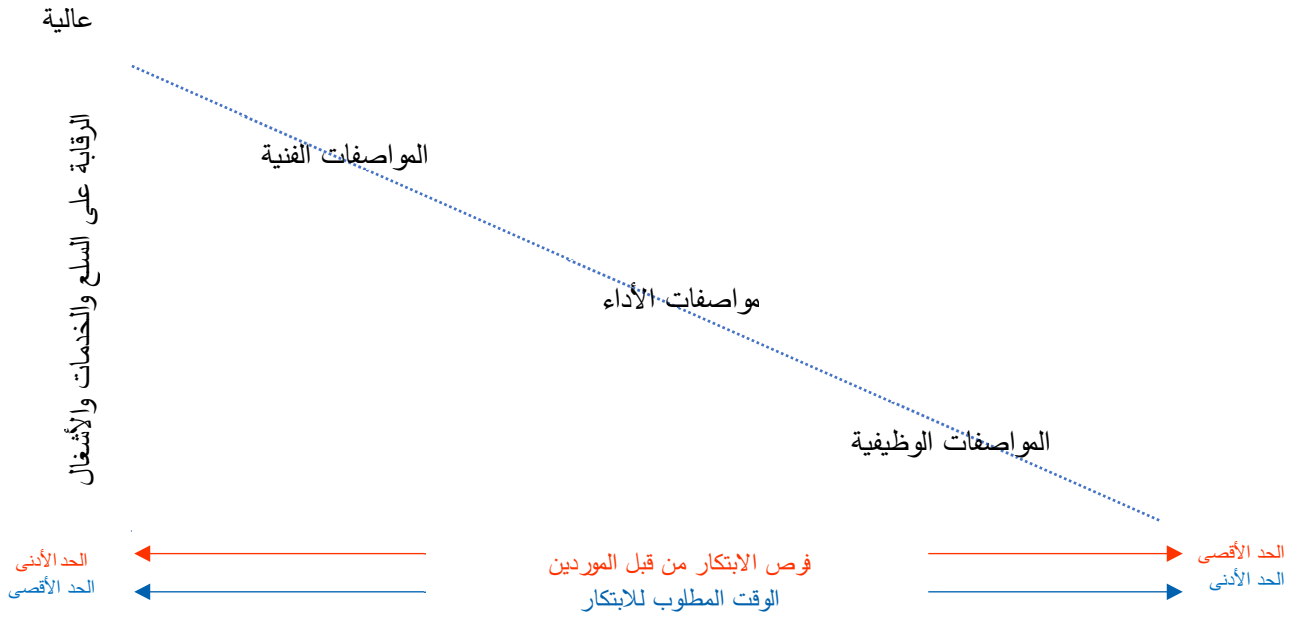 عالية
الرقابة على السلع والخدمات والأشغال
المواصفات الفنية
مواصفات الأداء
المواصفات الوظيفية
الحد الأقصى
فرص الابتكار من قبل الموردين
الحد الأدنى
الحد الأدنى
الوقت المطلوب للابتكار
الحد الأقصى